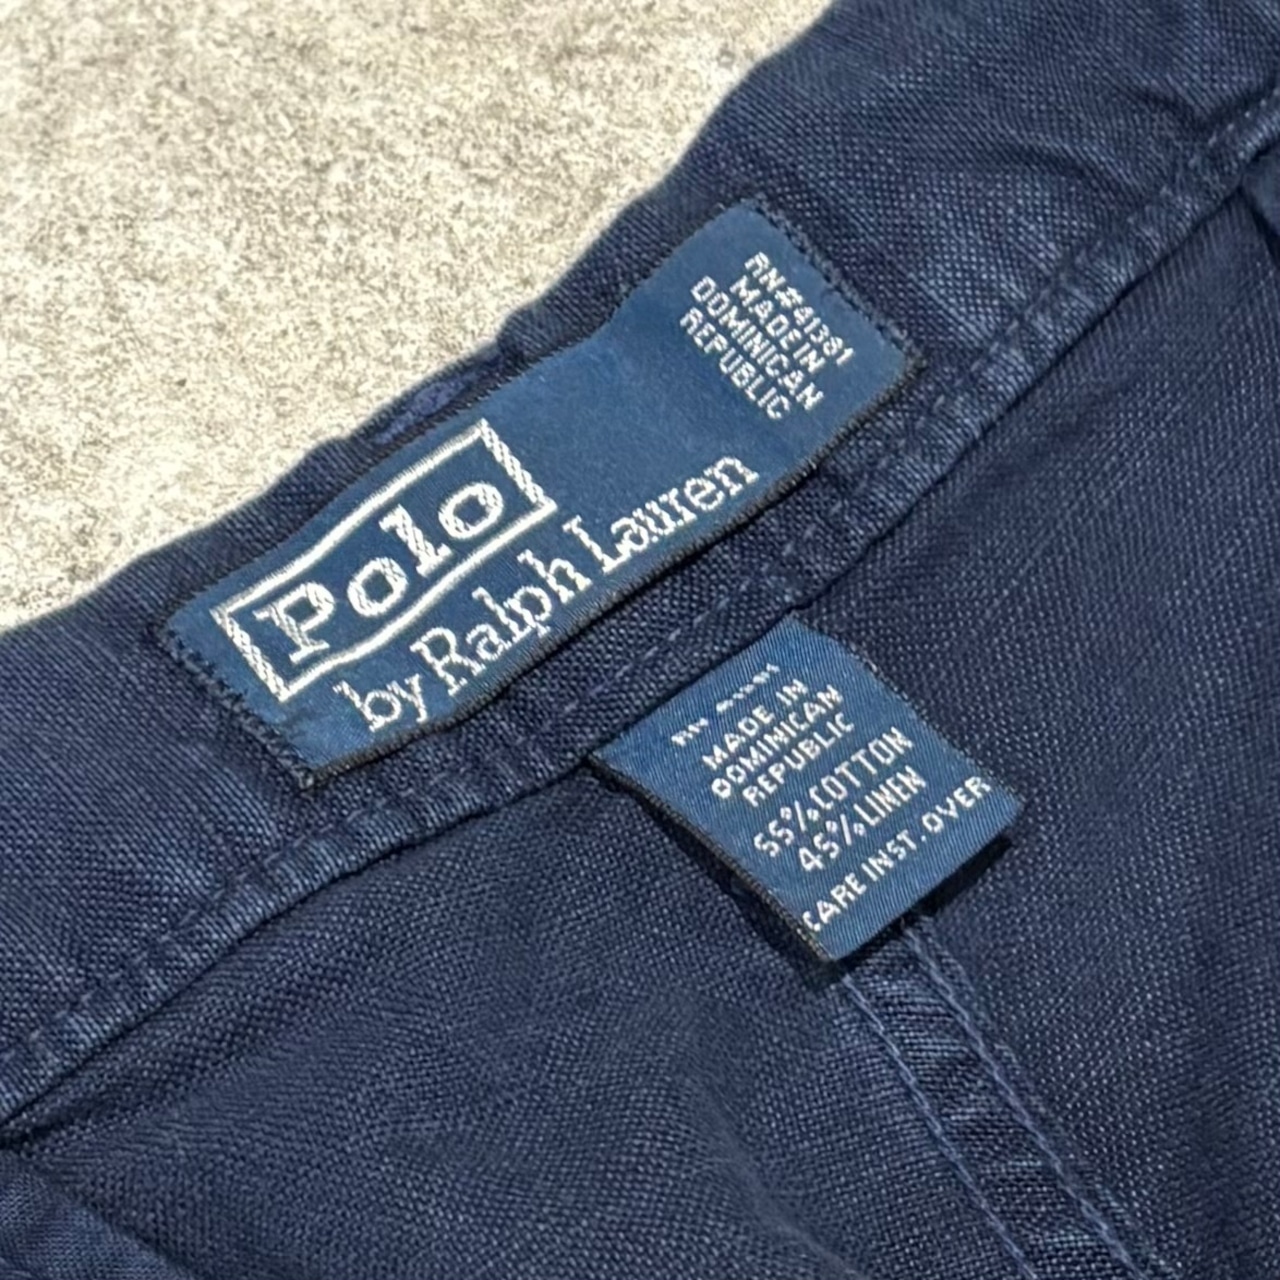 RN#41381
MADE IN
DOMINICAN
REPUBLIC
Polo
by Ralph Lauren
MADE IN
DOMINICAN
REPUBLIC
55%COTTON
45%LINEN
CARE INST.OVER